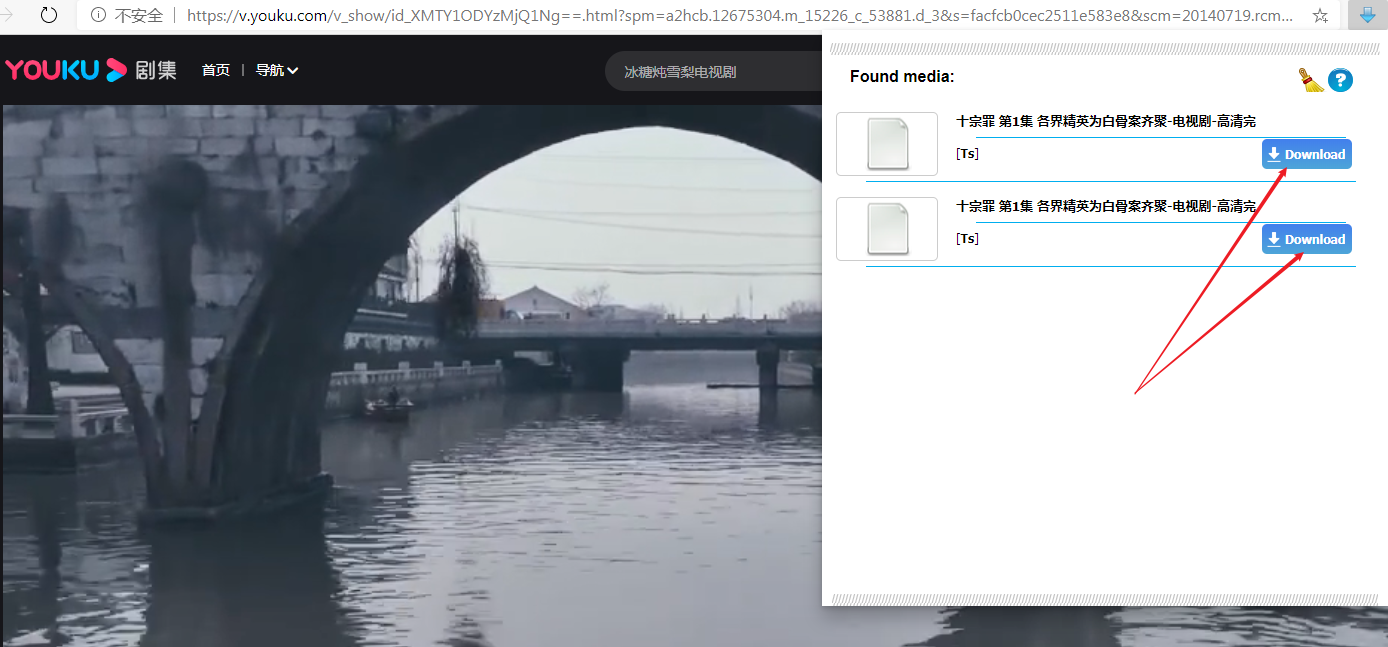 不安全 https://v.youku.com/v_show/id_XMTY1ODYzMjQ1Ng==.html?spm=a2hcb.12675304.m_15226_c_53881.d_3&s=facfcb0cec2511e583e8&scm=20140719.rcm...
YOUKU 剧集 首页 | 导航 冰糖炖雪梨电视剧
Found media:
?
十宗罪 第1集 各界精英为白骨案齐聚-电视剧-高清完
[Ts] Download
十宗罪 第1集 各界精英为白骨案齐聚-电视剧-高清完
[Ts] Download